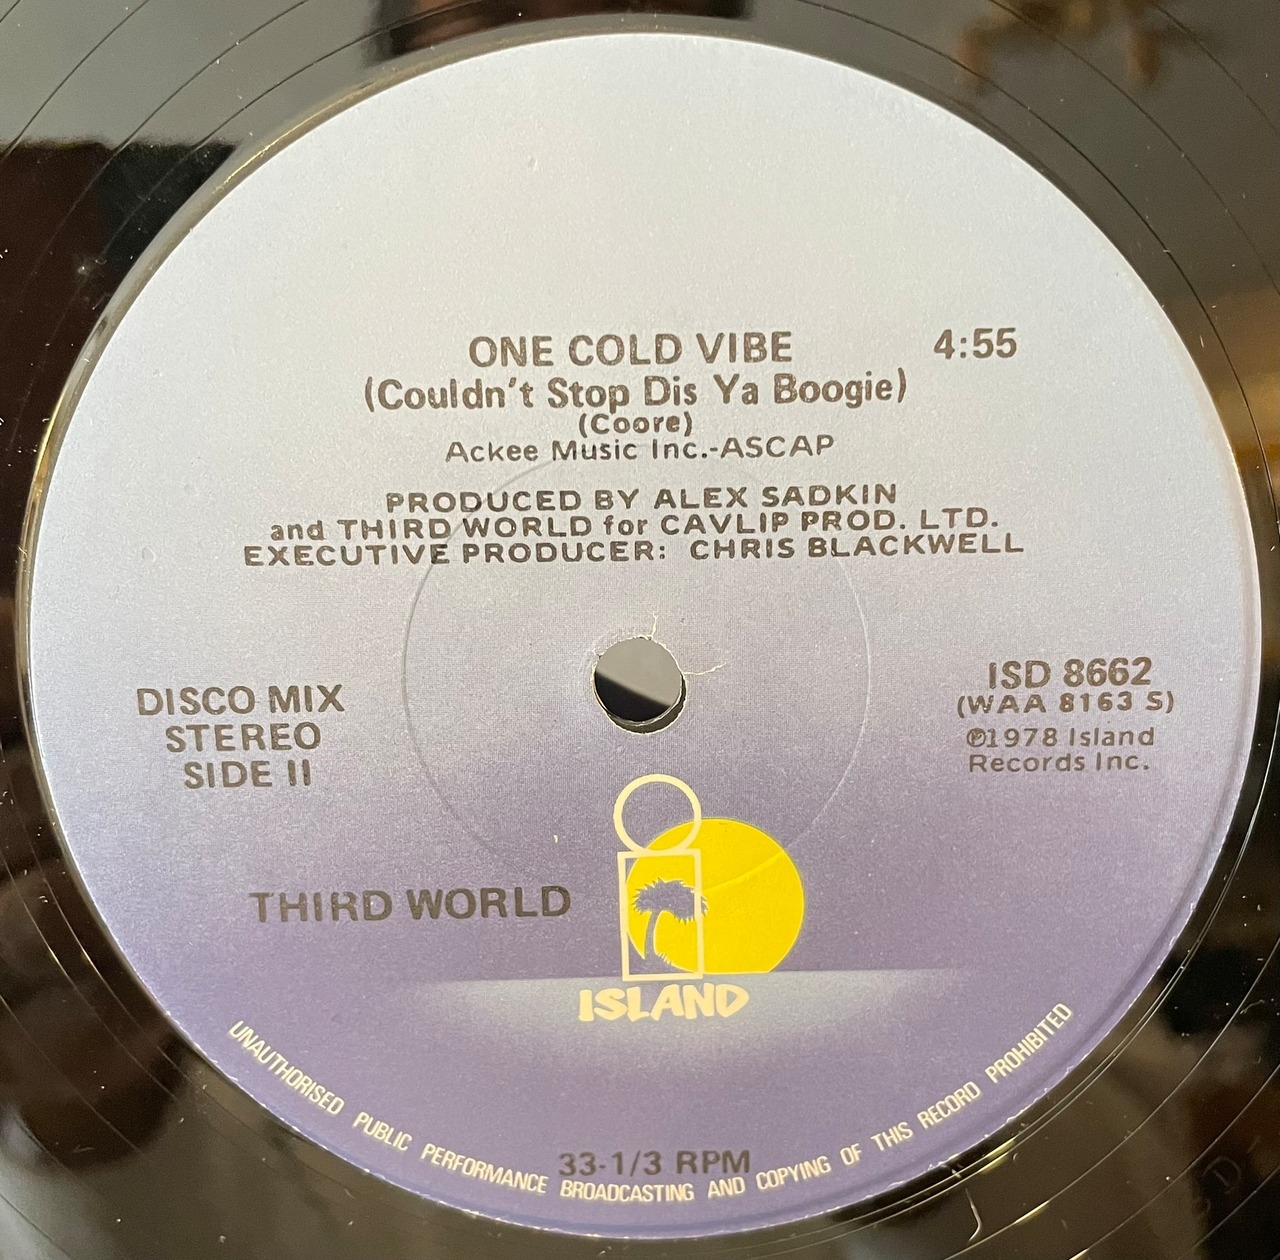 ONE COLD VIBE 4:55
(Couldn't Stop Dis Ya Boogie)
(Coore)
Ackee Music Inc.-ASCAP
PRODUCED BY ALEX SADKIN
and THIRD WORLD for CAVLIP PROD. LTD.
EXECUTIVE PRODUCER: CHRIS BLACKWELL
DISCO MIX
STEREO
SIDE II
ISD 8662
(WAA 8163 S)
℗1978 Island
Records Inc.
THIRD WORLD
ISLAND
33-1/3 RPM
UNAUTHORISED PUBLIC PERFORMANCE BROADCASTING AND COPYING OF THIS RECORD PROHIBITED